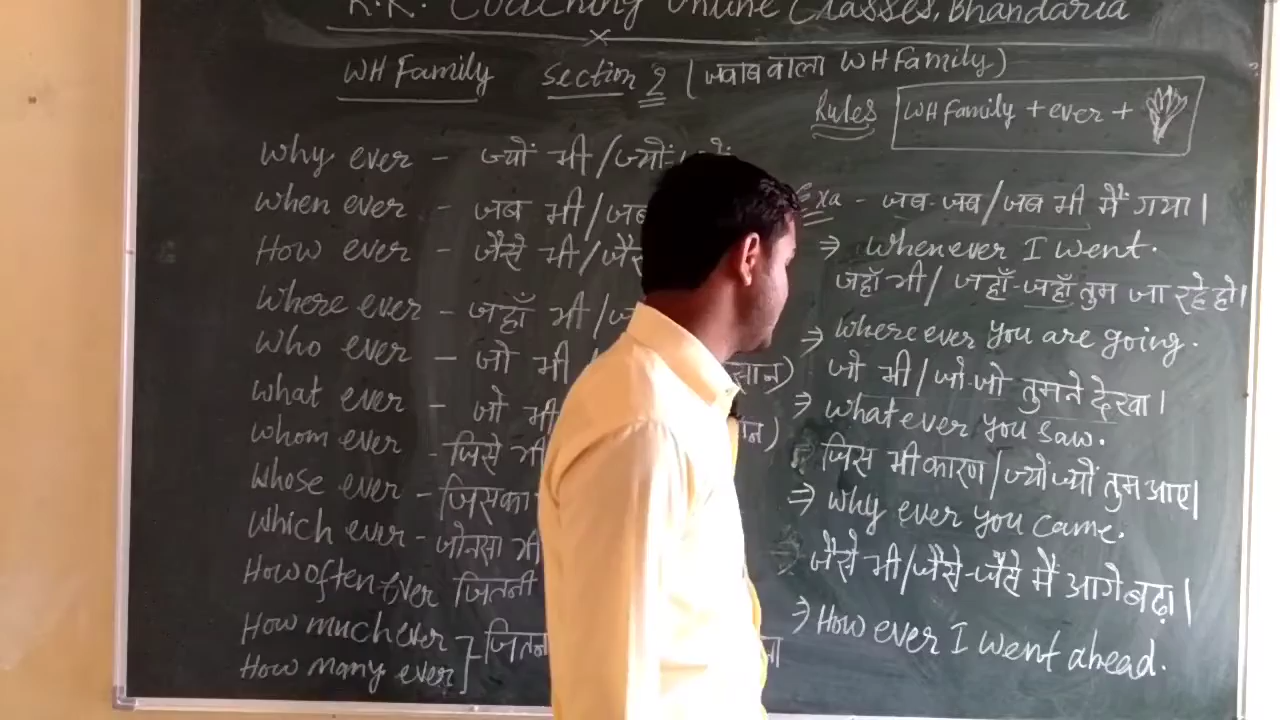 R.K. Coaching Online Classes, Bhandaria
WH Family Section 2 (जवाब वाला WH Family)
Rules WH Family + ever +
Why ever - ज्यों भी/ज्यों-
When ever - जब भी/जब
How ever - जैसे भी/जैसे
Where ever - जहाँ भी/
Who ever - जो भी
What ever - जो भी
Whom ever - जिसे भी
Whose ever - जिसका
Which ever - जोनसा भी
How often ever जितनी
How much ever
How many ever
Exa - जब-जब/जब भी मैं गया।
⇒ Whenever I went.
जहाँ भी/ जहाँ-जहाँ तुम जा रहे हो।
⇒ Where ever you are going.
जो भी/जो-जो तुमने देखा।
⇒ What ever you saw.
जिस भी कारण/ज्यों ज्यों तुम आए।
⇒ Why ever you came.
जैसे भी/जैसे-जैसे मैं आगे बढ़ा।
⇒ How ever I went ahead.